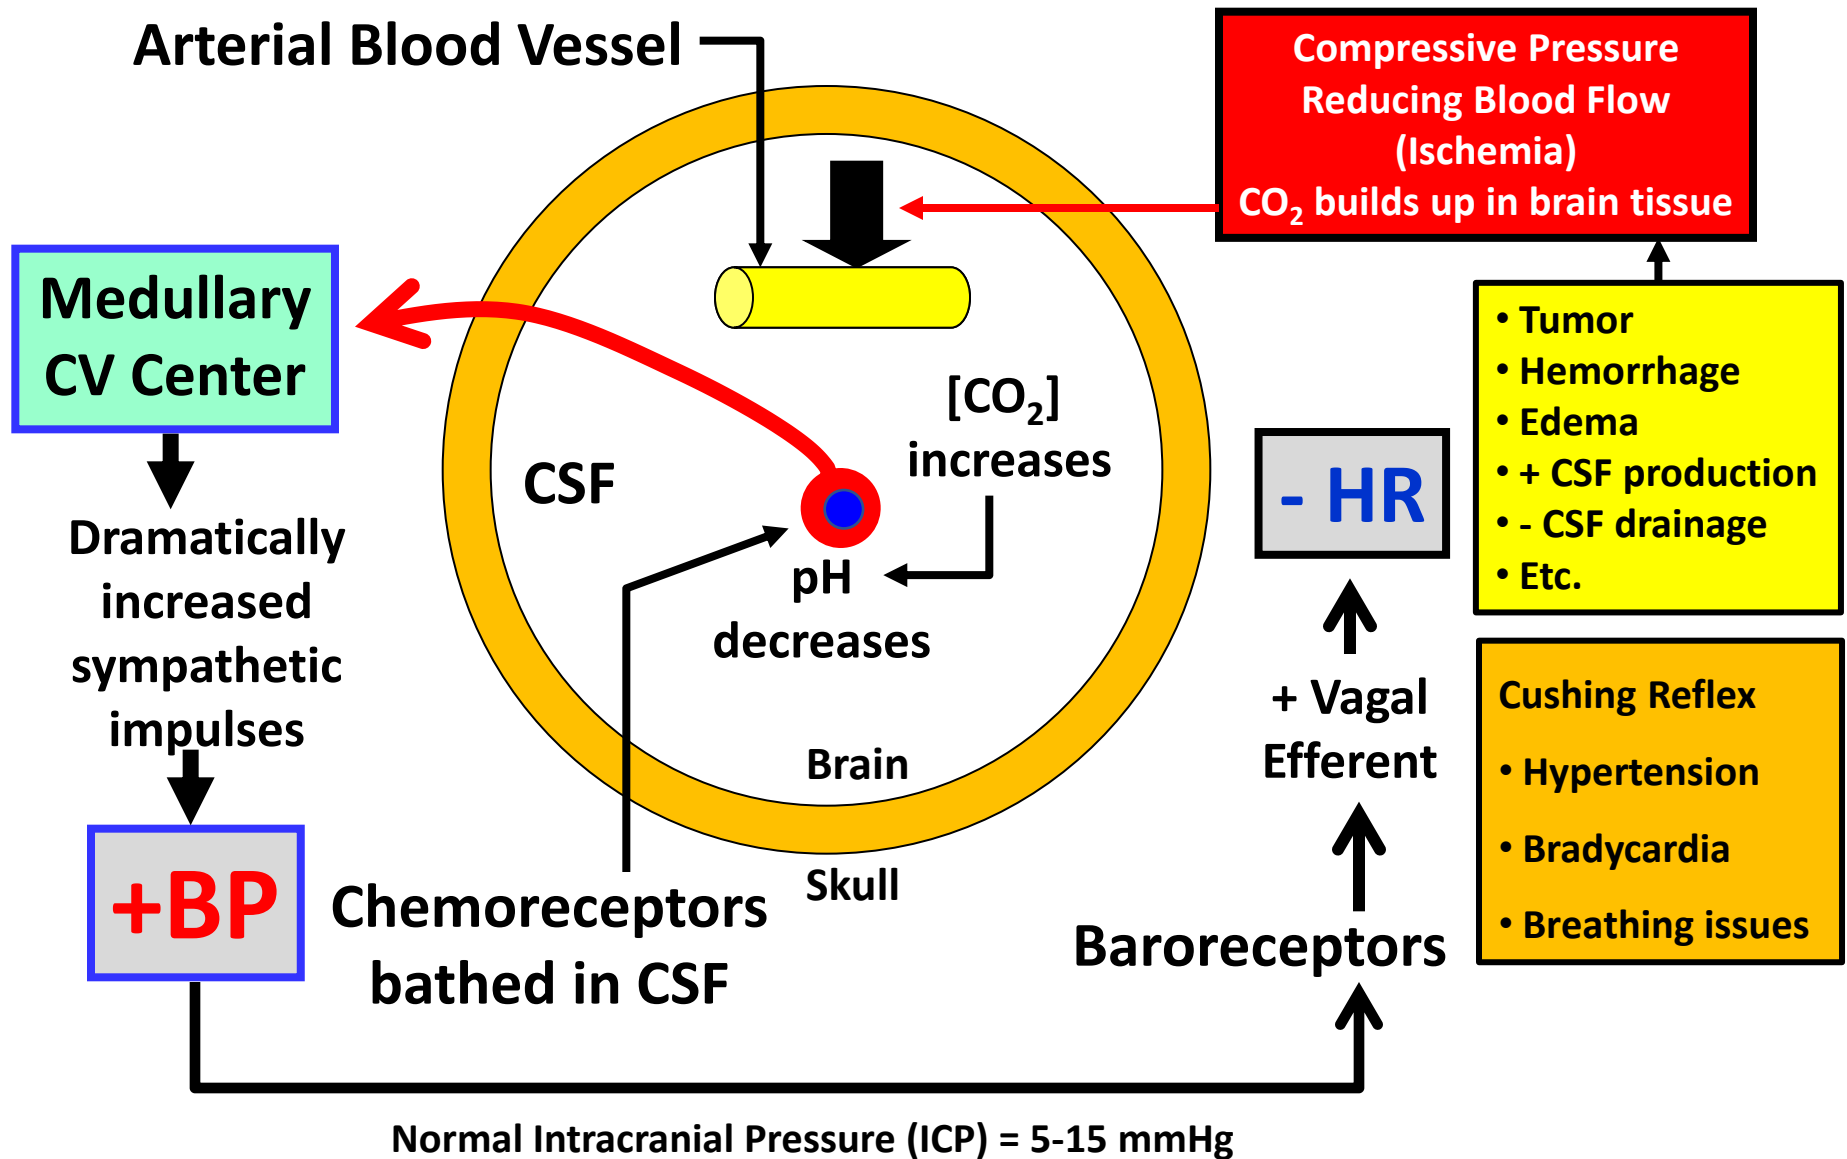 Arterial Blood Vessel
Compressive Pressure
Reducing Blood Flow
(Ischemia)
CO₂ builds up in brain tissue
Medullary
CV Center
Dramatically
increased
sympathetic
impulses
+BP
CSF
[CO₂]
increases
pH
decreases
Brain
Skull
Chemoreceptors
bathed in CSF
- HR
+ Vagal
Efferent
Baroreceptors
• Tumor
• Hemorrhage
• Edema
• + CSF production
• - CSF drainage
• Etc.
Cushing Reflex
• Hypertension
• Bradycardia
• Breathing issues
Normal Intracranial Pressure (ICP) = 5-15 mmHg